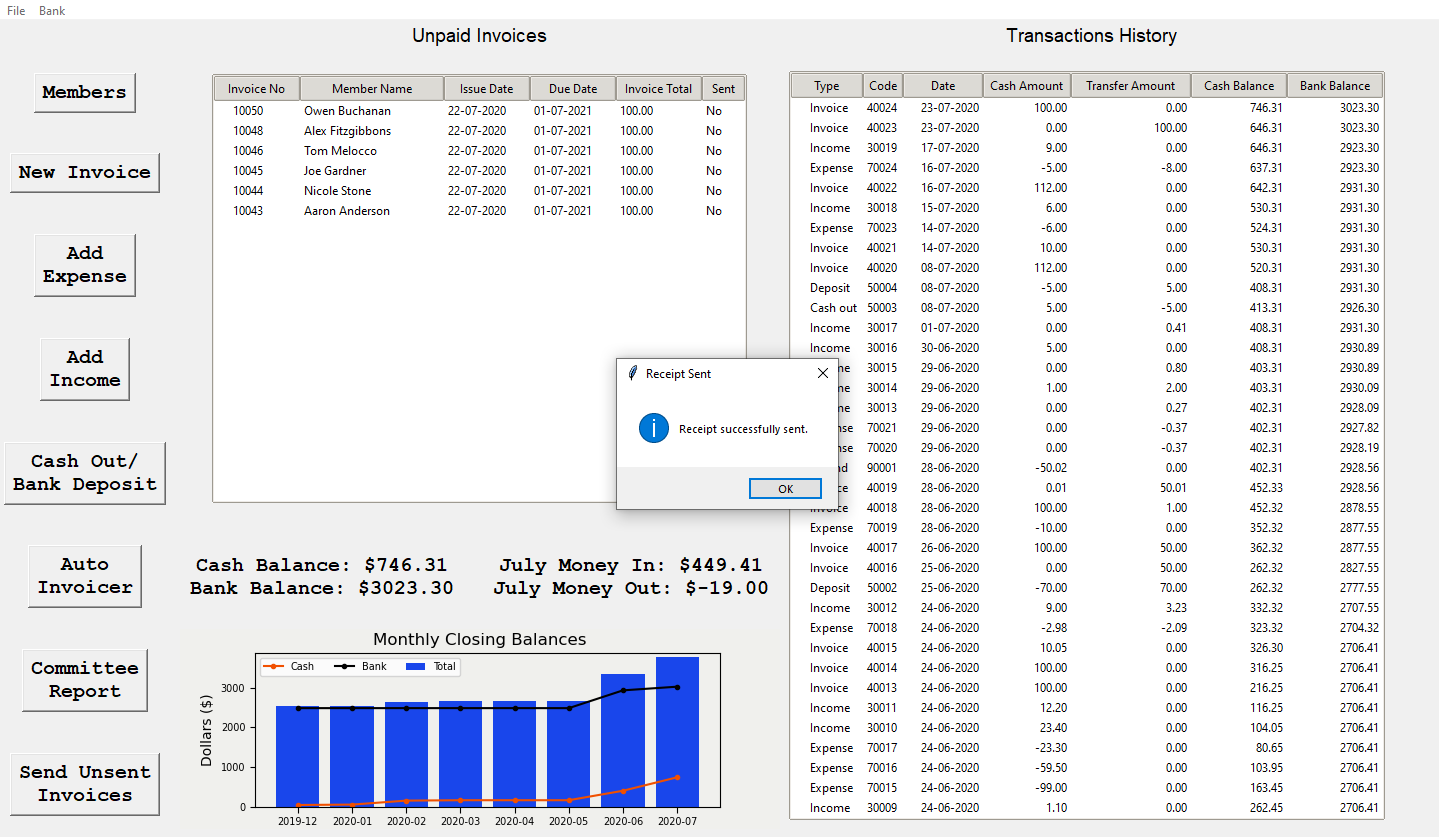 File Bank
Unpaid Invoices
Transactions History
Members
New Invoice
Add
Expense
Add
Income
Cash Out/
Bank Deposit
Auto
Invoicer
Committee
Report
Send Unsent
Invoices
Invoice No Member Name Issue Date Due Date Invoice Total Sent
10050 Owen Buchanan 22-07-2020 01-07-2021 100.00 No
10048 Alex Fitzgibbons 22-07-2020 01-07-2021 100.00 No
10046 Tom Melocco 22-07-2020 01-07-2021 100.00 No
10045 Joe Gardner 22-07-2020 01-07-2021 100.00 No
10044 Nicole Stone 22-07-2020 01-07-2021 100.00 No
10043 Aaron Anderson 22-07-2020 01-07-2021 100.00 No
Receipt Sent
Receipt successfully sent.
OK
Cash Balance: $746.31 July Money In: $449.41
Bank Balance: $3023.30 July Money Out: $-19.00
Monthly Closing Balances
Cash Bank Total
Dollars ($)
3000
2000
1000
0
2019-12 2020-01 2020-02 2020-03 2020-04 2020-05 2020-06 2020-07
Type Code Date Cash Amount Transfer Amount Cash Balance Bank Balance
Invoice 40024 23-07-2020 100.00 0.00 746.31 3023.30
Invoice 40023 23-07-2020 0.00 100.00 646.31 3023.30
Income 30019 17-07-2020 9.00 0.00 646.31 2923.30
Expense 70024 16-07-2020 -5.00 -8.00 637.31 2923.30
Invoice 40022 16-07-2020 112.00 0.00 642.31 2931.30
Income 30018 15-07-2020 6.00 0.00 530.31 2931.30
Expense 70023 14-07-2020 -6.00 0.00 524.31 2931.30
Invoice 40021 14-07-2020 10.00 0.00 530.31 2931.30
Invoice 40020 08-07-2020 112.00 0.00 520.31 2931.30
Deposit 50004 08-07-2020 -5.00 5.00 408.31 2931.30
Cash out 50003 08-07-2020 5.00 -5.00 413.31 2926.30
Income 30017 01-07-2020 0.00 0.41 408.31 2931.30
Income 30016 30-06-2020 5.00 0.00 408.31 2930.89
ne 30015 29-06-2020 0.00 0.80 403.31 2930.89
ne 30014 29-06-2020 1.00 2.00 403.31 2930.09
ne 30013 29-06-2020 0.00 0.27 402.31 2928.09
nse 70021 29-06-2020 0.00 -0.37 402.31 2927.82
nse 70020 29-06-2020 0.00 -0.37 402.31 2928.19
nd 90001 28-06-2020 -50.02 0.00 402.31 2928.56
ce 40019 28-06-2020 0.01 50.01 452.33 2928.56
Invoice 40018 28-06-2020 100.00 1.00 452.32 2878.55
Expense 70019 28-06-2020 -10.00 0.00 352.32 2877.55
Invoice 40017 26-06-2020 100.00 50.00 362.32 2877.55
Invoice 40016 25-06-2020 0.00 50.00 262.32 2827.55
Deposit 50002 25-06-2020 -70.00 70.00 262.32 2777.55
Income 30012 24-06-2020 9.00 3.23 332.32 2707.55
Expense 70018 24-06-2020 -2.98 -2.09 323.32 2704.32
Invoice 40015 24-06-2020 10.05 0.00 326.30 2706.41
Invoice 40014 24-06-2020 100.00 0.00 316.25 2706.41
Invoice 40013 24-06-2020 100.00 0.00 216.25 2706.41
Income 30011 24-06-2020 12.20 0.00 116.25 2706.41
Income 30010 24-06-2020 23.40 0.00 104.05 2706.41
Expense 70017 24-06-2020 -23.30 0.00 80.65 2706.41
Expense 70016 24-06-2020 -59.50 0.00 103.95 2706.41
Expense 70015 24-06-2020 -99.00 0.00 163.45 2706.41
Income 30009 24-06-2020 1.10 0.00 262.45 2706.41